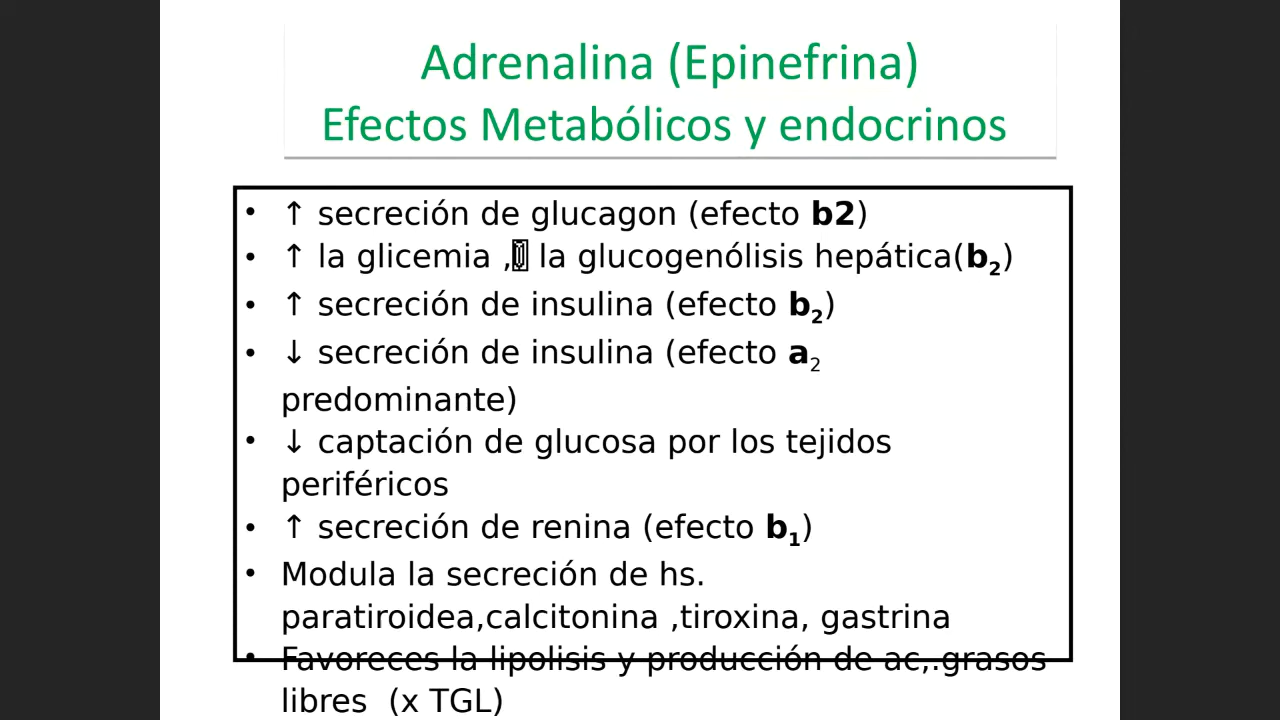 Adrenalina (Epinefrina)
Efectos Metabólicos y endocrinos
• ↑ secreción de glucagon (efecto b2)
• ↑ la glicemia , la glucogenólisis hepática(b2)
• ↑ secreción de insulina (efecto b2)
• ↓ secreción de insulina (efecto a2
predominante)
• ↓ captación de glucosa por los tejidos
periféricos
• ↑ secreción de renina (efecto b1)
• Modula la secreción de hs.
paratiroidea,calcitonina ,tiroxina, gastrina
• Favoreces la lipolisis y producción de ac,.grasos
libres (x TGL)